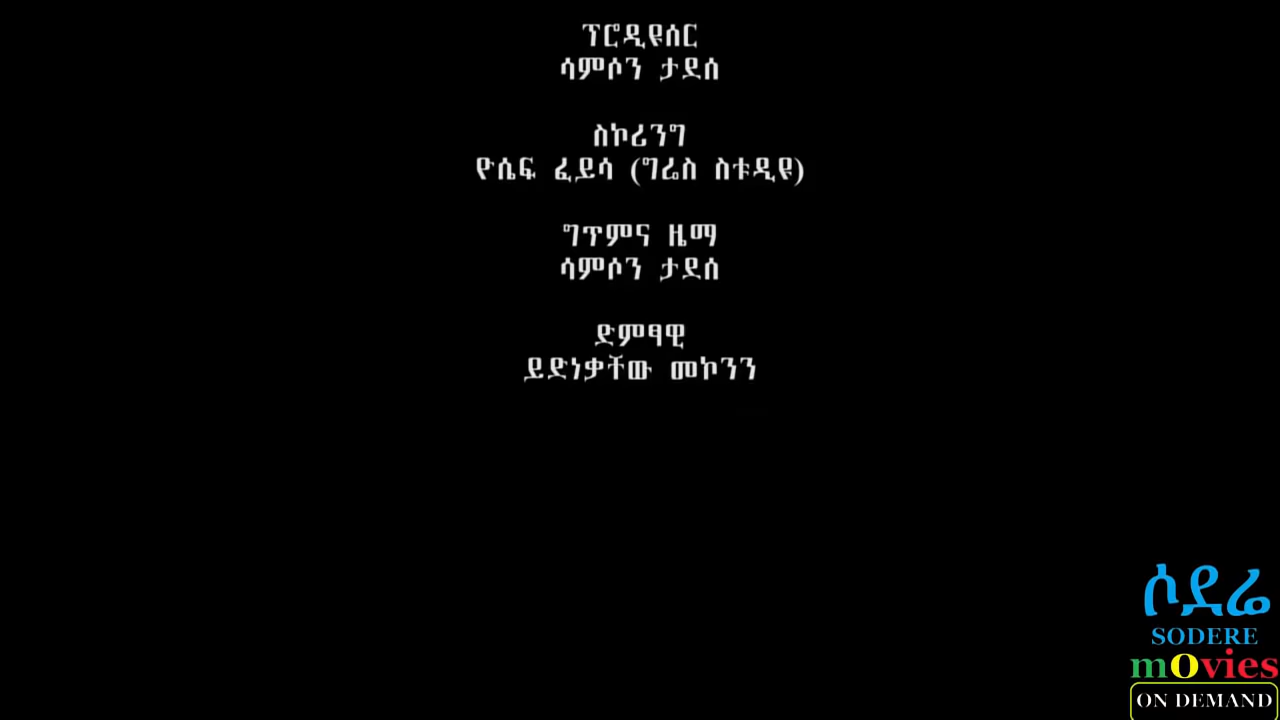 ፕሮዲዩሰር
ሳምሶን ታደሰ
ስኮሪንግ
ዮሴፍ ፈይሳ (ግሬስ ስቱዲዩ)
ግጥምና ዜማ
ሳምሶን ታደሰ
ድምፃዊ
ይድነቃቸው መኮንን
ሶደሬ
SODERE
mOvies
ON DEMAND